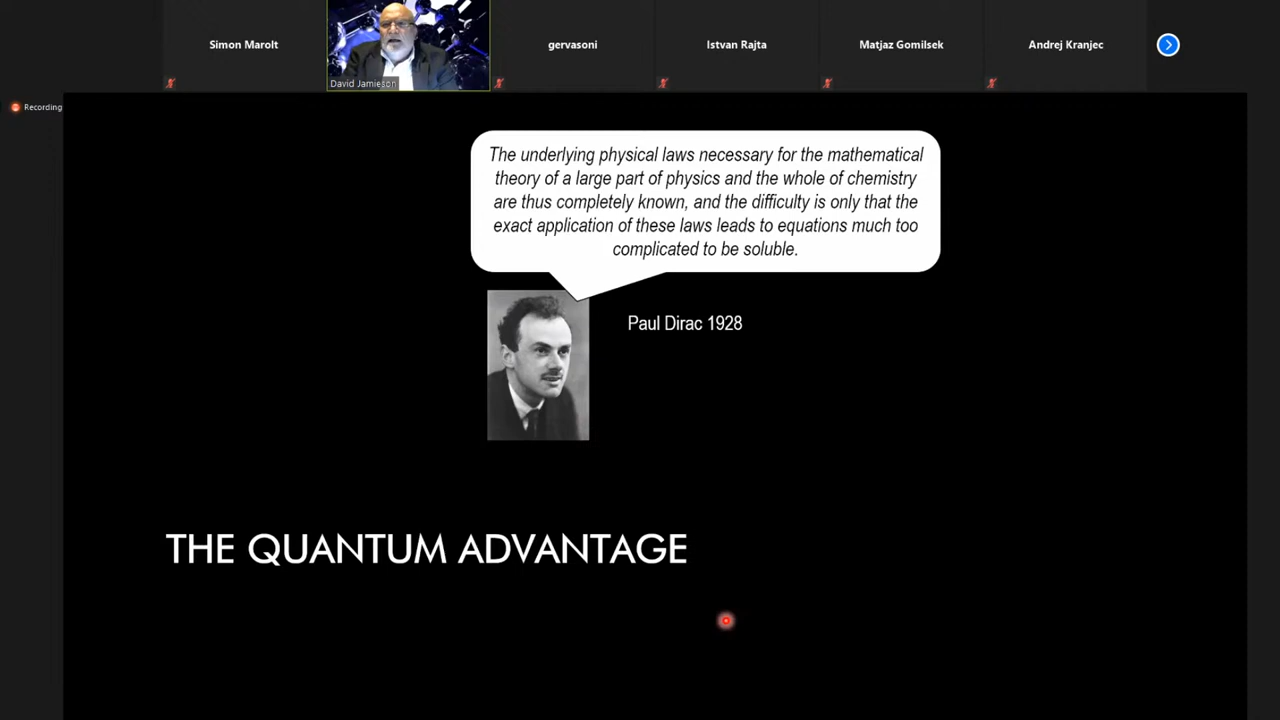 Simon Marolt
David Jamieson
gervasoni
Istvan Rajta
Matjaz Gomilsek
Andrej Kranjec
Recording
The underlying physical laws necessary for the mathematical
theory of a large part of physics and the whole of chemistry
are thus completely known, and the difficulty is only that the
exact application of these laws leads to equations much too
complicated to be soluble.
Paul Dirac 1928
THE QUANTUM ADVANTAGE